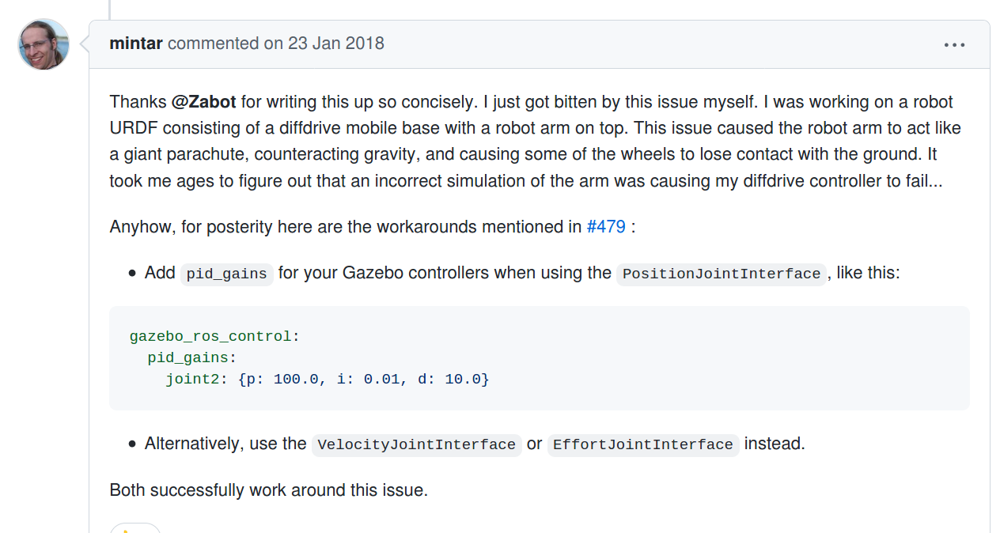 mintar commented on 23 Jan 2018
Thanks @Zabot for writing this up so concisely. I just got bitten by this issue myself. I was working on a robot
URDF consisting of a diffdrive mobile base with a robot arm on top. This issue caused the robot arm to act like
a giant parachute, counteracting gravity, and causing some of the wheels to lose contact with the ground. It
took me ages to figure out that an incorrect simulation of the arm was causing my diffdrive controller to fail...
Anyhow, for posterity here are the workarounds mentioned in #479 :
• Add pid_gains for your Gazebo controllers when using the PositionJointInterface, like this:
gazebo_ros_control:
  pid_gains:
    joint2: {p: 100.0, i: 0.01, d: 10.0}
• Alternatively, use the VelocityJointInterface or EffortJointInterface instead.
Both successfully work around this issue.